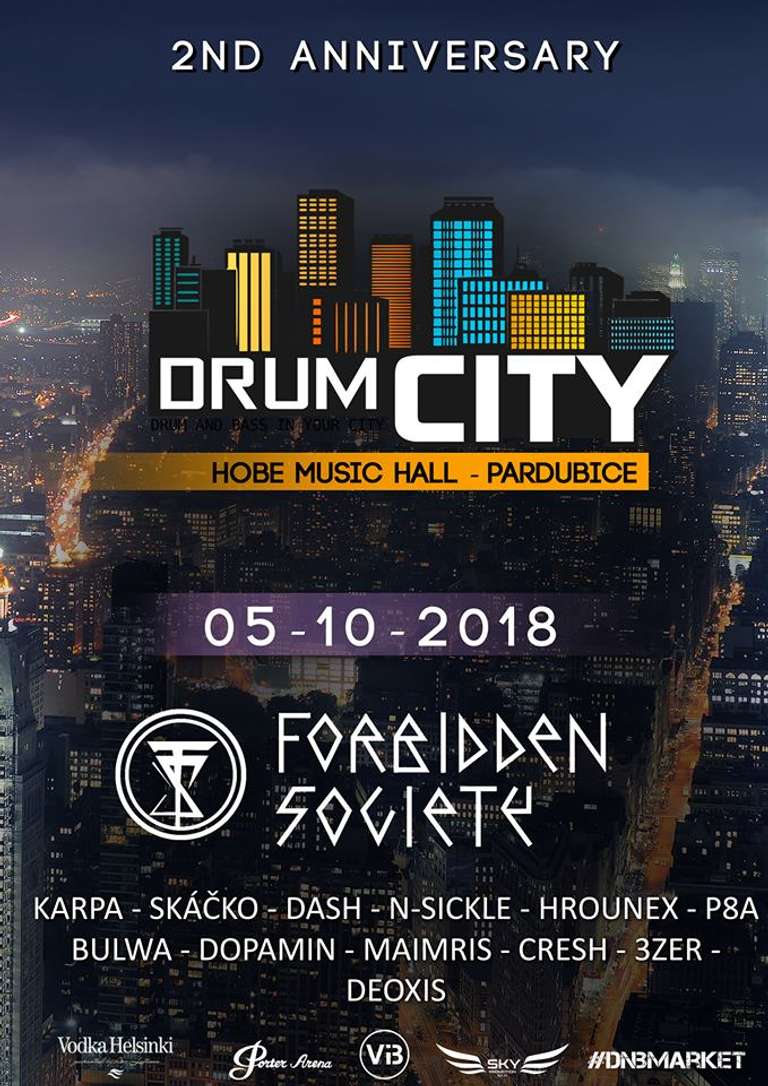 2ND ANNIVERSARY
DRUM CITY
DRUM AND BASS IN YOUR CITY
HOBE MUSIC HALL - PARDUBICE
05-10-2018
FORBIDDEN
SOCIETY
KARPA - SKÁČKO - DASH - N-SICKLE - HROUNEX - P8A
BULWA - DOPAMIN - MAIMRIS - CRESH - 3ZER -
DEOXIS
Vodka Helsinki
Porter Arena
ViB
SKY
#DNBMARKET